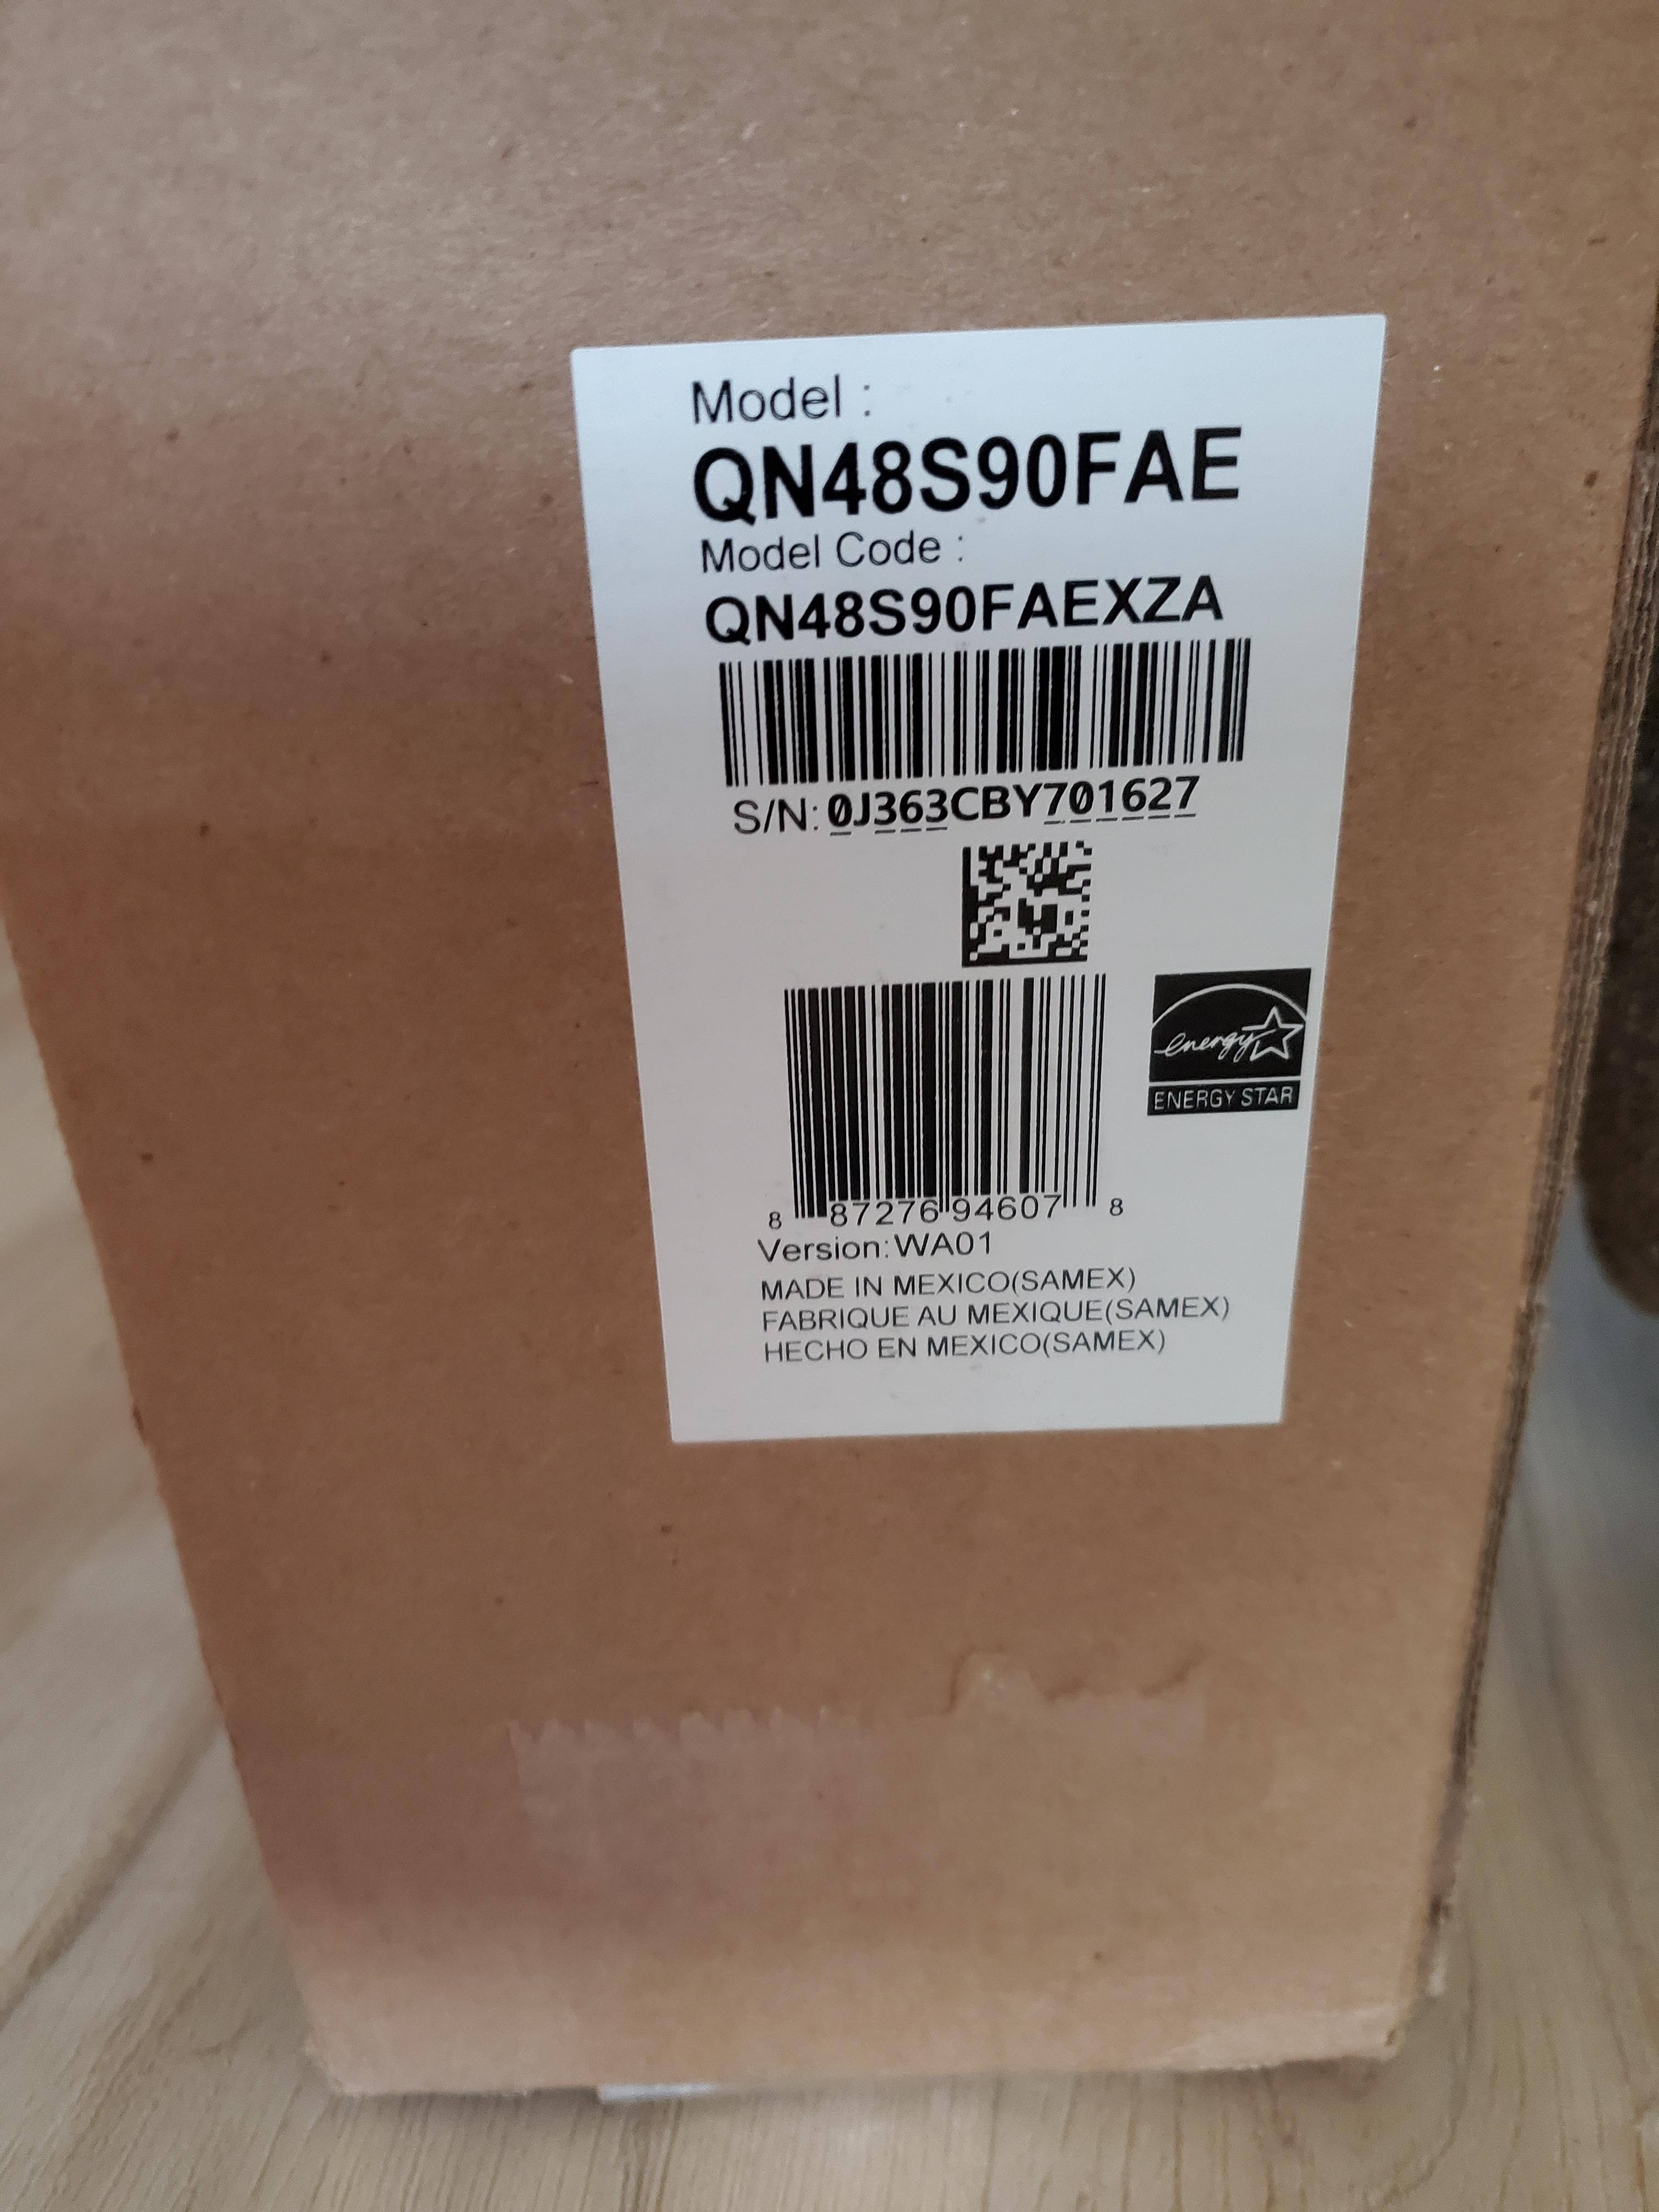 Model :
QN48S90FAE
Model Code :
QN48S90FAEXZA
S/N: 0J363CBY701627
energy
ENERGY STAR
8 87276 94607 8
Version:WA01
MADE IN MEXICO(SAMEX)
FABRIQUE AU MEXIQUE(SAMEX)
HECHO EN MEXICO(SAMEX)